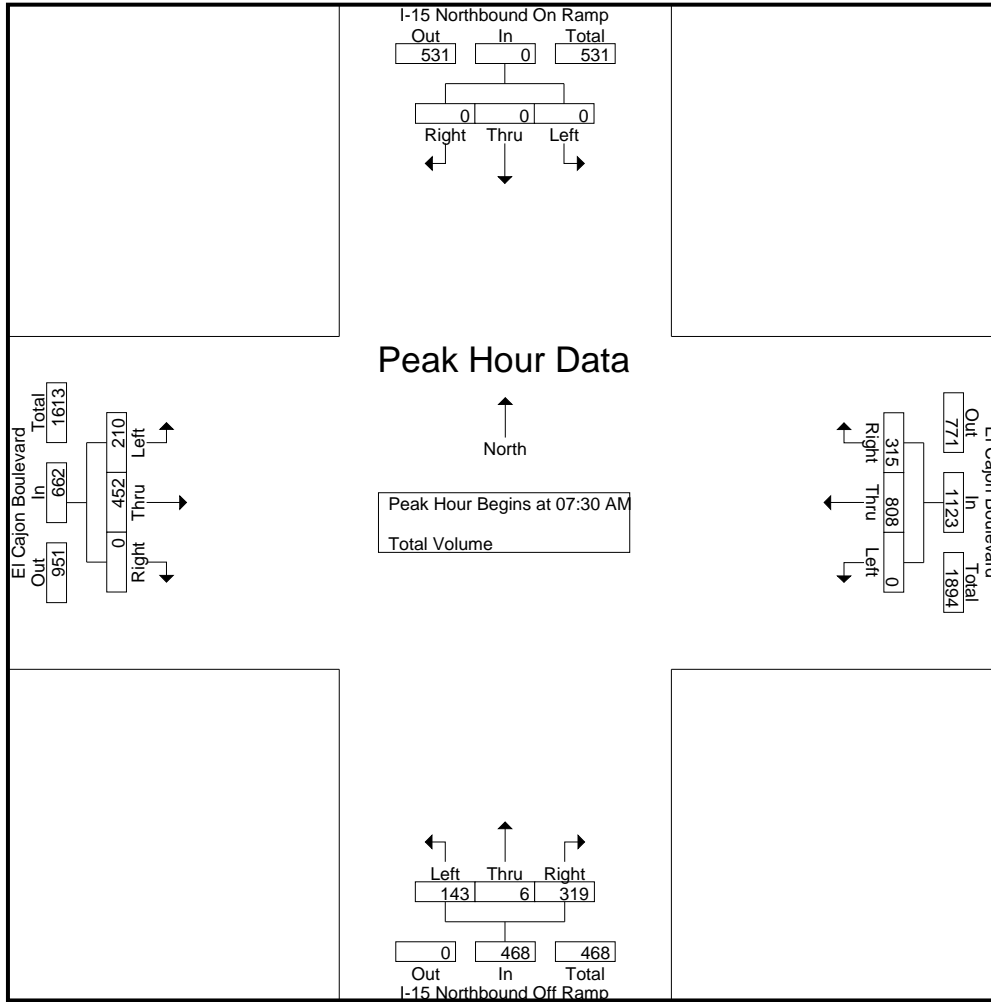 I-15 Northbound On Ramp
Out In Total
531 0 531
0 0 0
Right Thru Left
Peak Hour Data
North
Peak Hour Begins at 07:30 AM
Total Volume
El Cajon Boulevard
Out In Total
951 662 1613
Right Thru Left
0 452 210
El Cajon Boulevard
Out In Total
771 1123 1894
Right Thru Left
315 808 0
Left Thru Right
143 6 319
0 468 468
Out In Total
I-15 Northbound Off Ramp